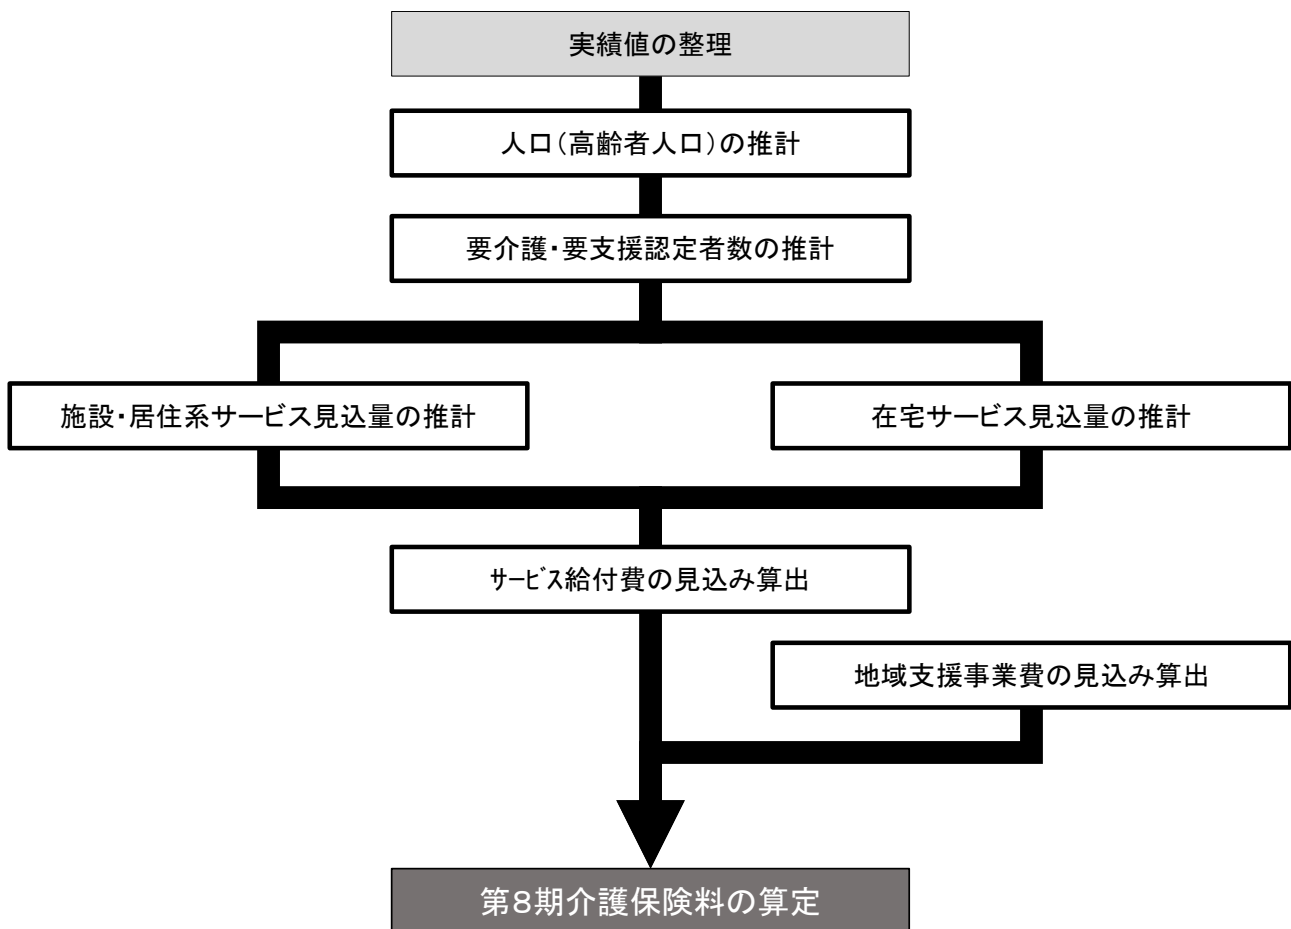 実績値の整理
人口(高齢者人口)の推計
要介護・要支援認定者数の推計
施設・居住系サービス見込量の推計
在宅サービス見込量の推計
ｻｰﾋﾞｽ給付費の見込み算出
地域支援事業費の見込み算出
第８期介護保険料の算定